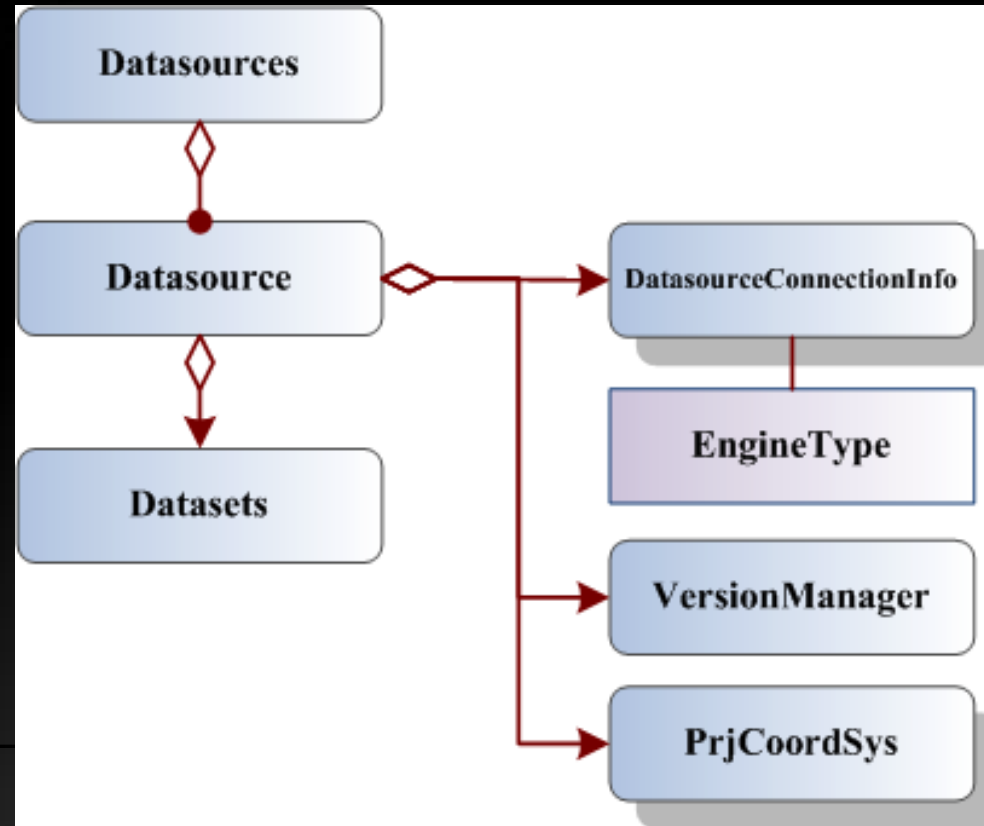 Datasources
Datasource
DatasourceConnectionInfo
EngineType
Datasets
VersionManager
PrjCoordSys